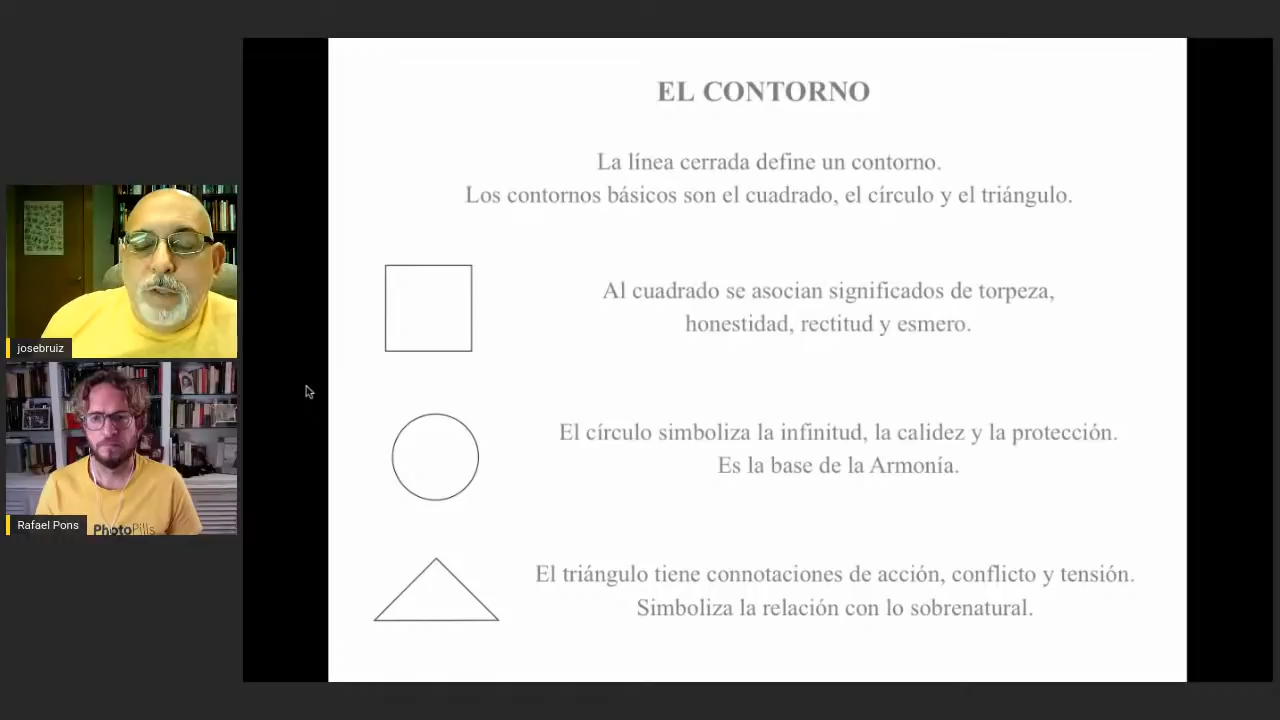 EL CONTORNO
La línea cerrada define un contorno.
Los contornos básicos son el cuadrado, el círculo y el triángulo.
Al cuadrado se asocian significados de torpeza,
honestidad, rectitud y esmero.
josebruiz
El círculo simboliza la infinitud, la calidez y la protección.
Es la base de la Armonía.
Rafael Pons
PhotoPills
El triángulo tiene connotaciones de acción, conflicto y tensión.
Simboliza la relación con lo sobrenatural.